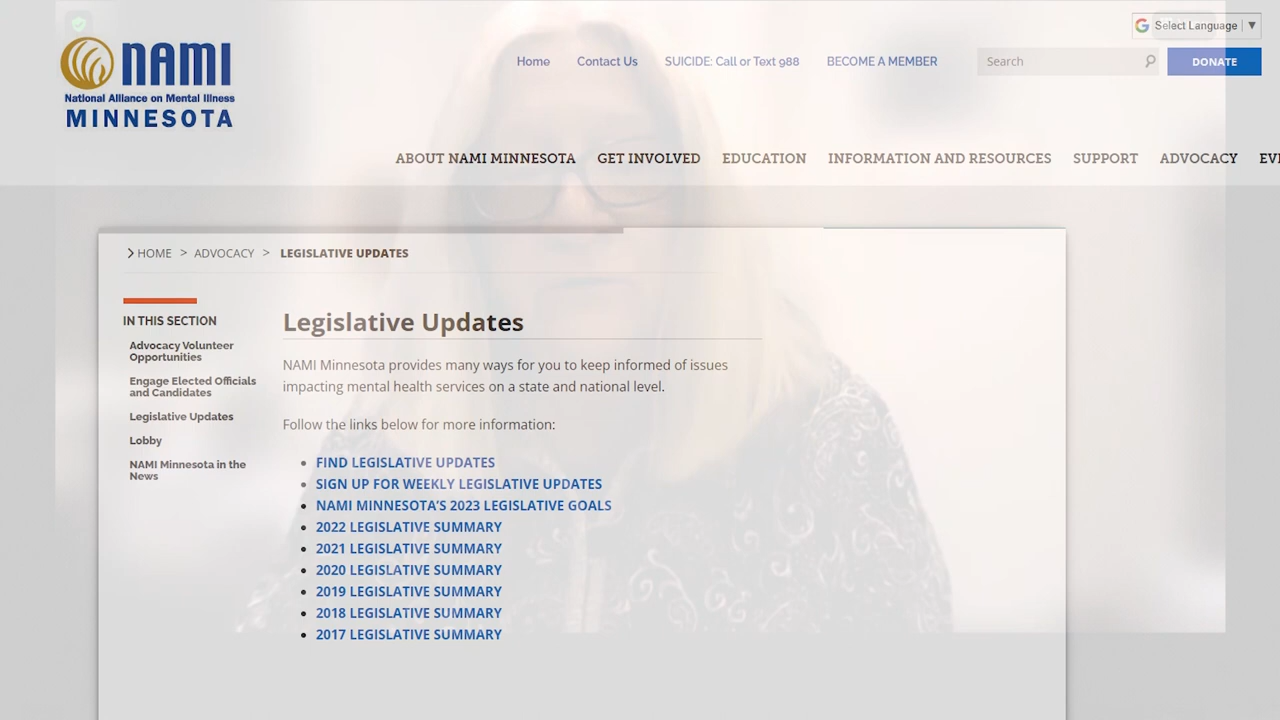 Select Language ▼
NAMI
National Alliance on Mental Illness
MINNESOTA
Home
Contact Us
SUICIDE: Call or Text 988
BECOME A MEMBER
Search
DONATE
ABOUT NAMI MINNESOTA
GET INVOLVED
EDUCATION
INFORMATION AND RESOURCES
SUPPORT
ADVOCACY
HOME > ADVOCACY > LEGISLATIVE UPDATES
IN THIS SECTION
Advocacy Volunteer
Opportunities
Engage Elected Officials
and Candidates
Legislative Updates
Lobby
NAMI Minnesota in the
News
Legislative Updates
NAMI Minnesota provides many ways for you to keep informed of issues
impacting mental health services on a state and national level.
Follow the links below for more information:
FIND LEGISLATIVE UPDATES
SIGN UP FOR WEEKLY LEGISLATIVE UPDATES
NAMI MINNESOTA'S 2023 LEGISLATIVE GOALS
2022 LEGISLATIVE SUMMARY
2021 LEGISLATIVE SUMMARY
2020 LEGISLATIVE SUMMARY
2019 LEGISLATIVE SUMMARY
2018 LEGISLATIVE SUMMARY
2017 LEGISLATIVE SUMMARY